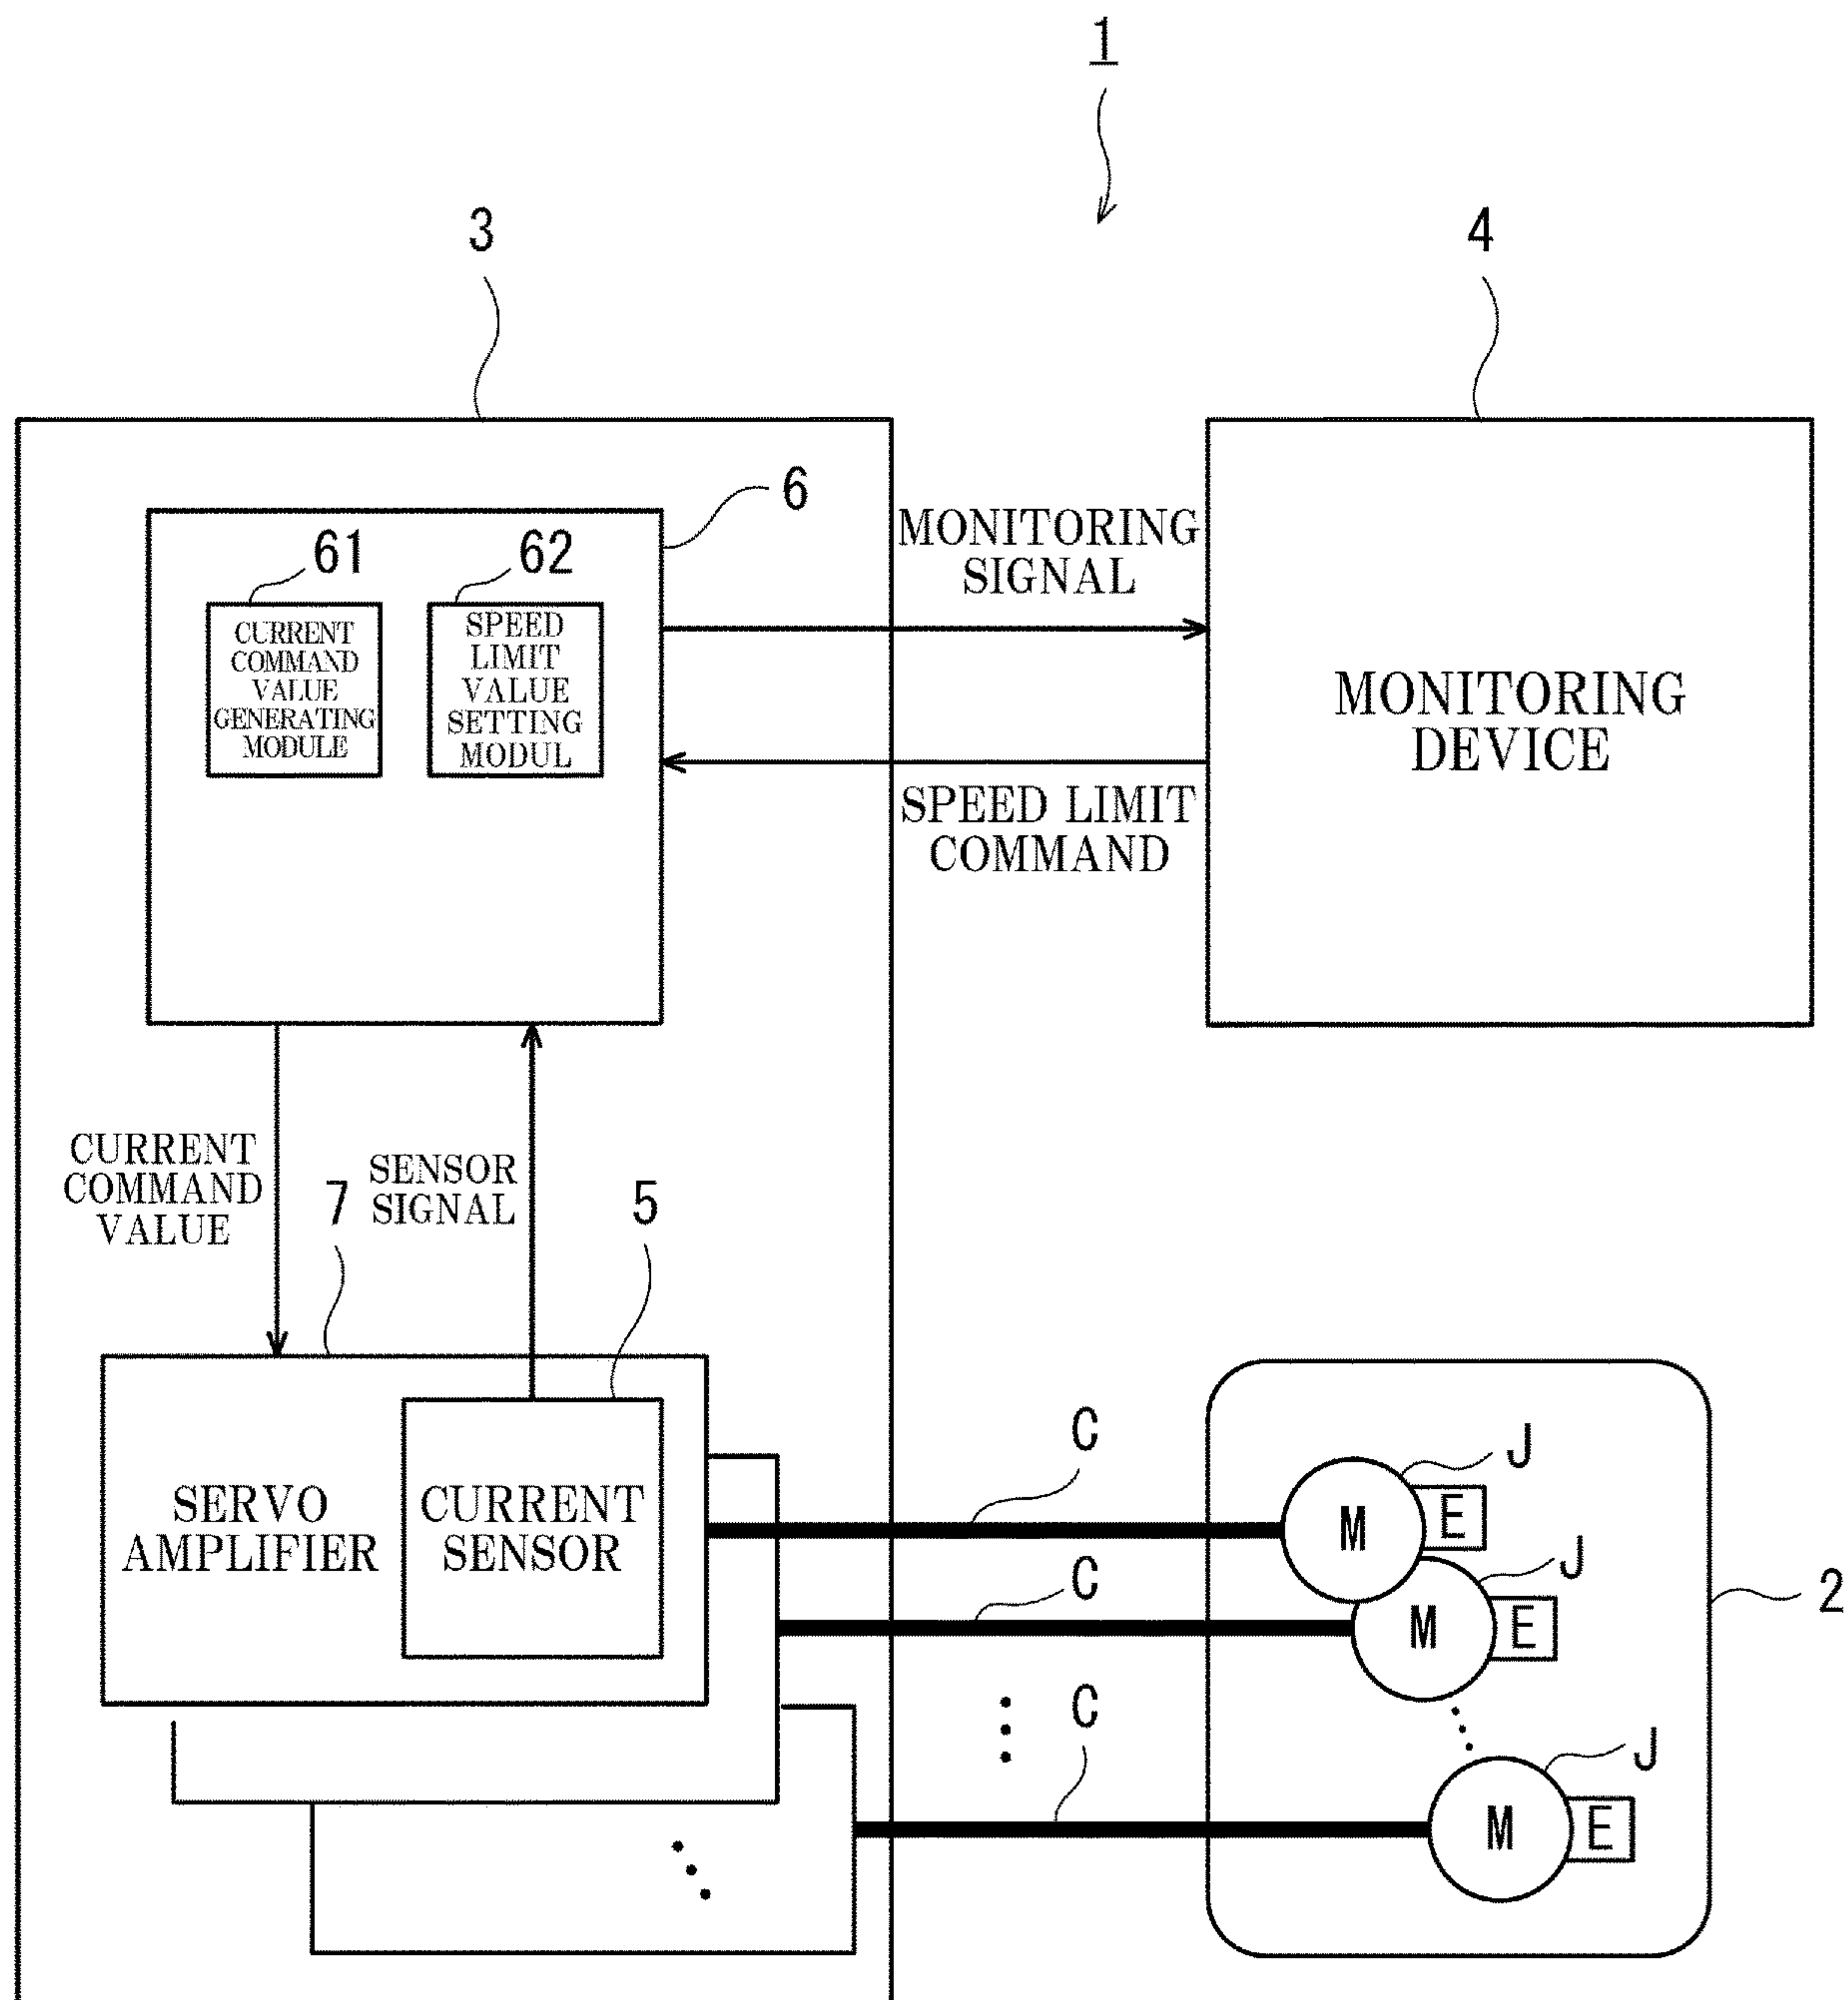 1
3
4
6
61
62
CURRENT
COMMAND
VALUE
GENERATING
MODULE
SPEED
LIMIT
VALUE
SETTING
MODUL
MONITORING
SIGNAL
SPEED LIMIT
COMMAND
MONITORING
DEVICE
CURRENT
COMMAND
VALUE
SENSOR
SIGNAL
7
5
SERVO
AMPLIFIER
CURRENT
SENSOR
C
C
C
M
E
J
M
E
J
M
E
J
2